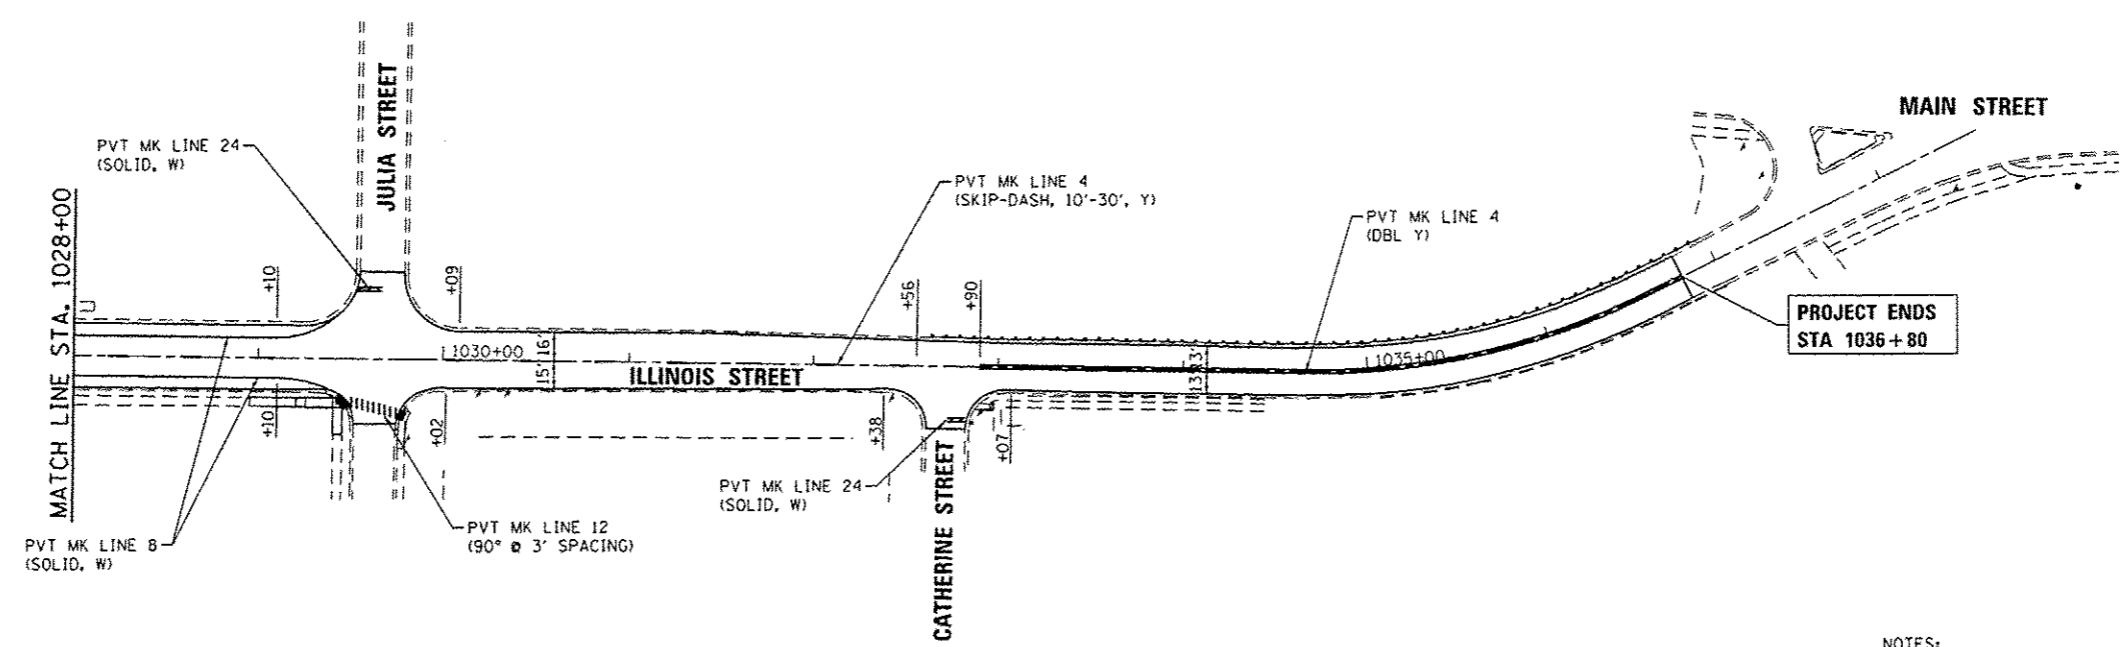 MAIN STREET
JULIA STREET
PVT MK LINE 24
(SOLID, W)
PVT MK LINE 4
(SKIP-DASH, 10'-30', Y)
PVT MK LINE 4
(DBL Y)
MATCH LINE STA. 1028+00
+10
+09
+56
+90
PROJECT ENDS
STA 1036+80
1030+00
15' 16'
13' 13'
1035+00
ILLINOIS STREET
+10
+02
+38
+07
PVT MK LINE 24
(SOLID, W)
CATHERINE STREET
PVT MK LINE 8
(SOLID, W)
PVT MK LINE 12
(90° @ 3' SPACING)
NOTES: